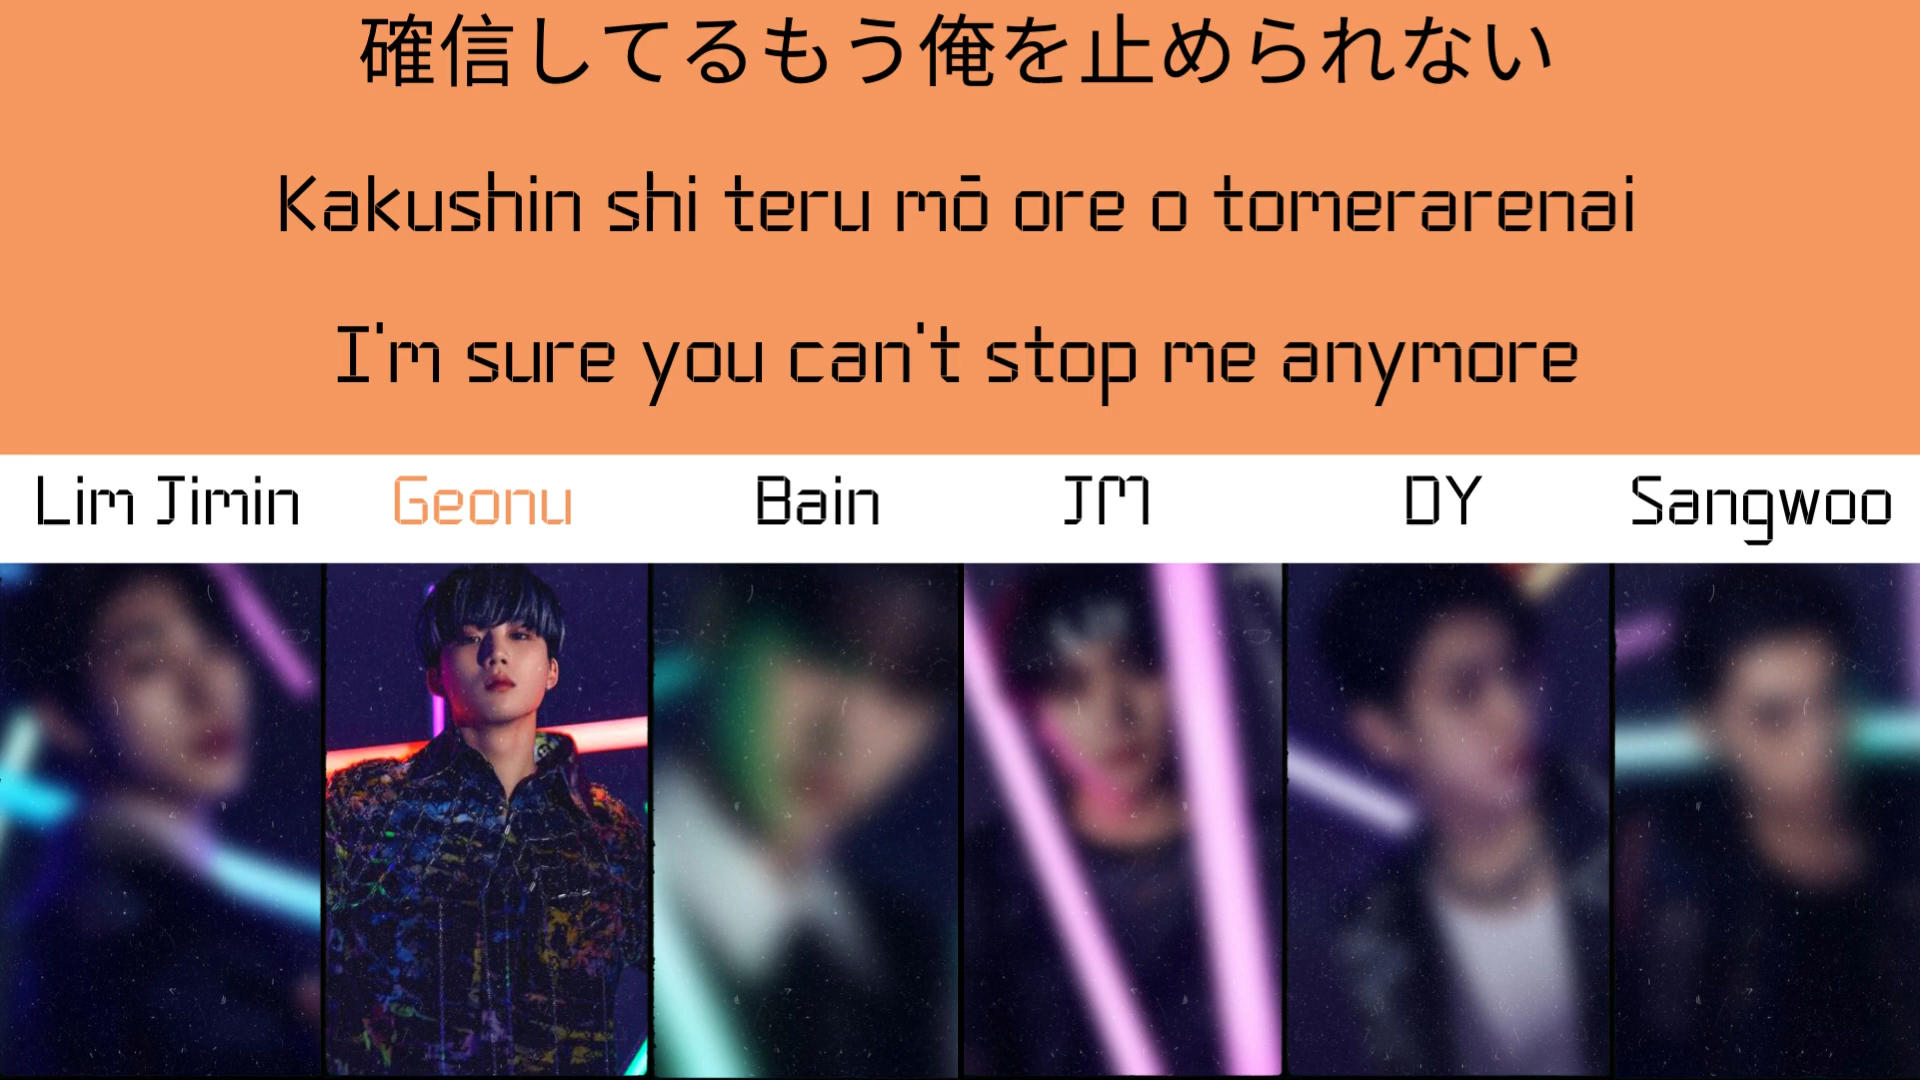 確信してるもう俺を止められない
Kakushin shi teru mō ore o tomerarenai
I'm sure you can't stop me anymore
Lim Jimin Geonu Bain JM DY Sangwoo